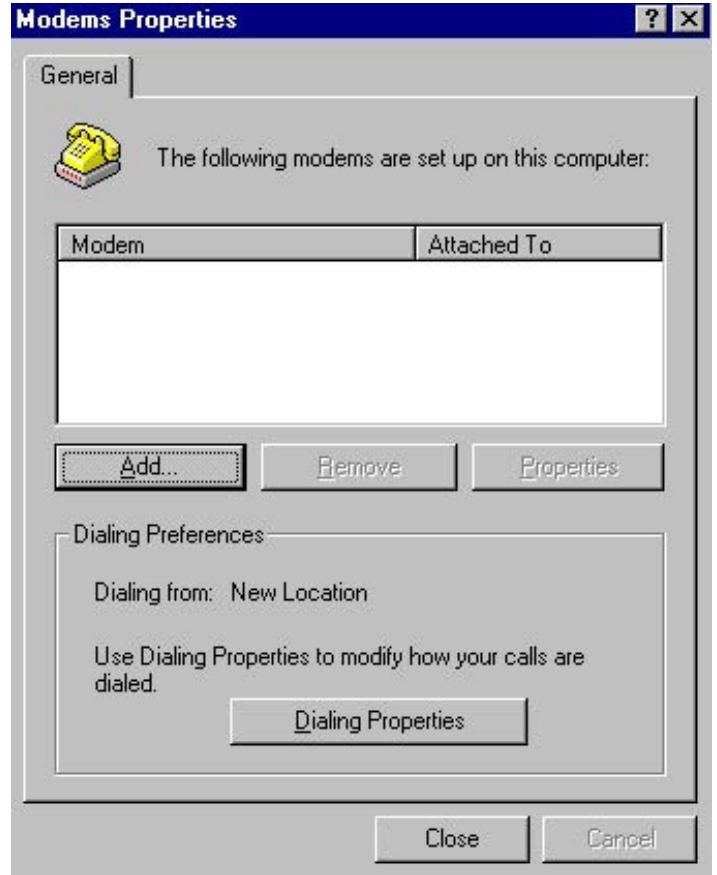 Modems Properties
General
The following modems are set up on this computer:
Modem Attached To
Add... Remove Properties
Dialing Preferences
Dialing from: New Location
Use Dialing Properties to modify how your calls are
dialed.
Dialing Properties
Close Cancel